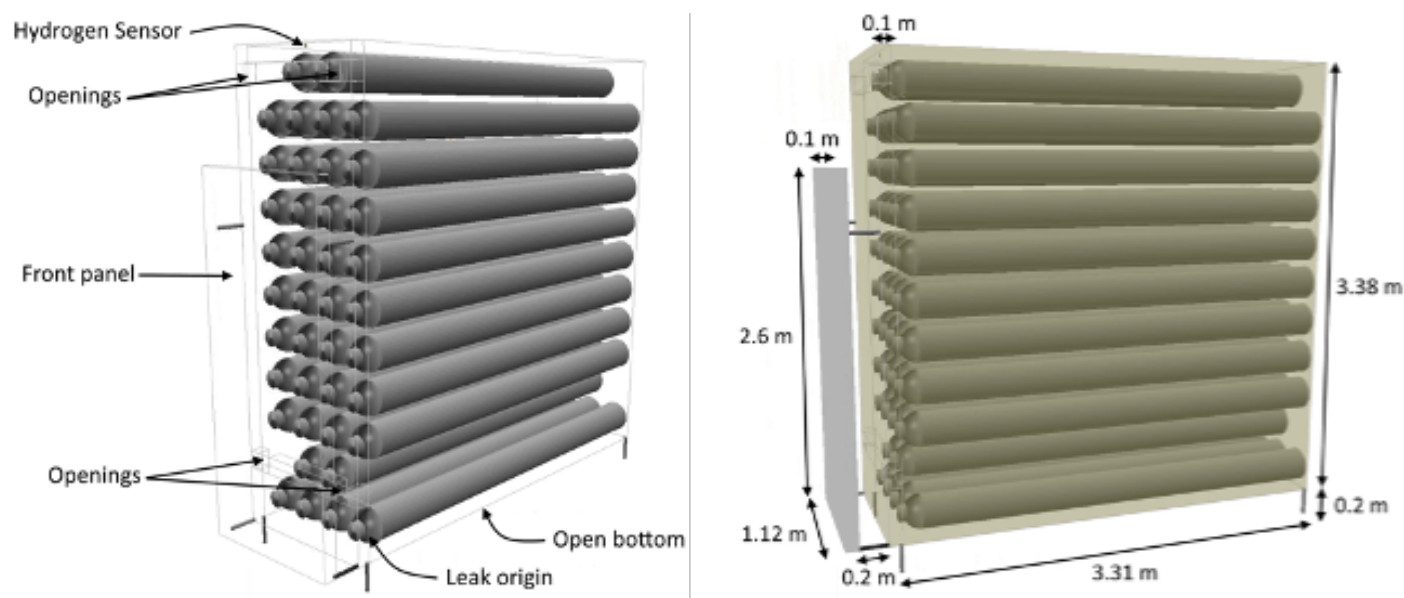 Hydrogen Sensor
Openings
Front panel
Openings
Open bottom
Leak origin
0.1 m
0.1 m
3.38 m
2.6 m
0.2 m
1.12 m
0.2 m
3.31 m